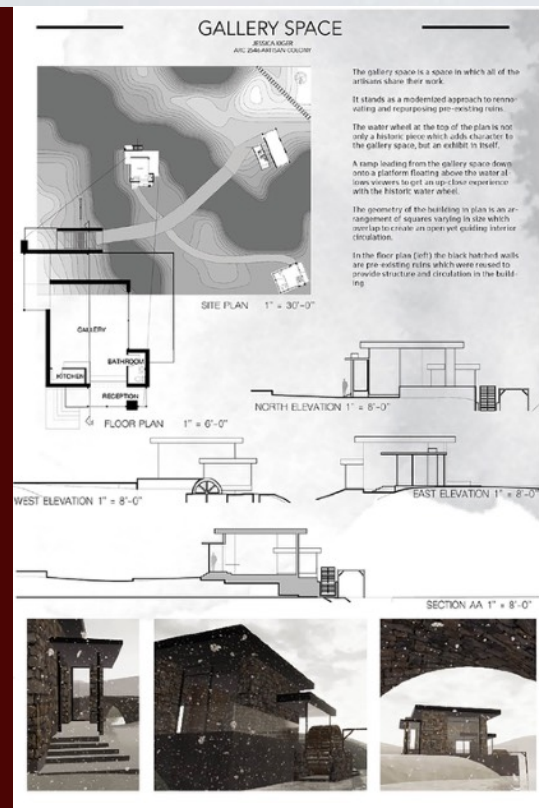 GALLERY SPACE
JESSICA KIGER
ARC 2546-ARTISAN COLONY
The gallery space is a space in which all of the
artisans share their work.
It stands as a modernized approach to renno-
vating and repurposing pre-existing ruins.
The water wheel at the top of the plan is not
only a historic piece which adds character to
the gallery space, but an exhibit in itself.
A ramp leading from the gallery space down
onto a platform floating above the water al-
lows viewers to get an up-close experience
with the historic water wheel.
The geometry of the building in plan is an ar-
rangement of squares varying in size which
overlap to create an open yet guiding interior
circulation.
In the floor plan (left) the black hatched walls
are pre-existing ruins which were reused to
provide structure and circulation in the build-
ing
SITE PLAN 1" = 30'-0"
GALLERY
BATHROOM
KITCHEN
RECEPTION
FLOOR PLAN 1" = 6'-0"
NORTH ELEVATION 1" = 8'-0"
WEST ELEVATION 1" = 8'-0"
EAST ELEVATION 1" = 8'-0"
SECTION AA 1" = 8'-0"